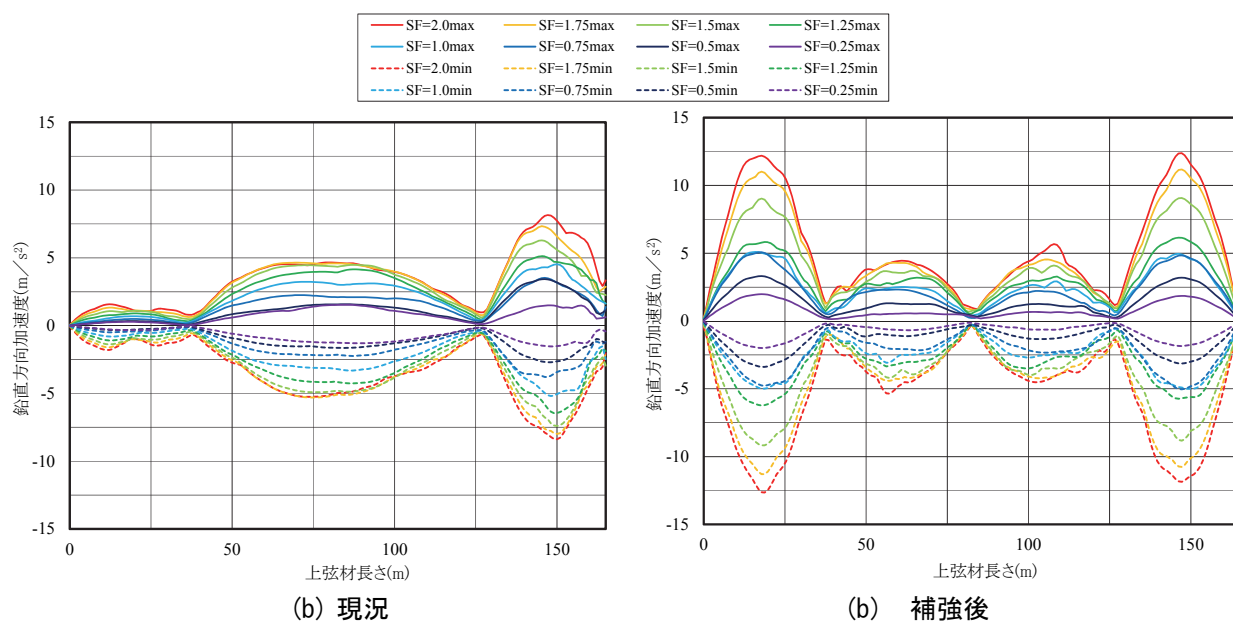 SF=2.0max SF=1.75max SF=1.5max SF=1.25max
SF=1.0max SF=0.75max SF=0.5max SF=0.25max
SF=2.0min SF=1.75min SF=1.5min SF=1.25min
SF=1.0min SF=0.75min SF=0.5min SF=0.25min
鉛直方向加速度(m/s²)
15
10
5
0
-5
-10
-15
0 50 100 150
上弦材長さ(m)
(b) 現況
鉛直方向加速度(m/s²)
15
10
5
0
-5
-10
-15
0 50 100 150
上弦材長さ(m)
(b) 補強後